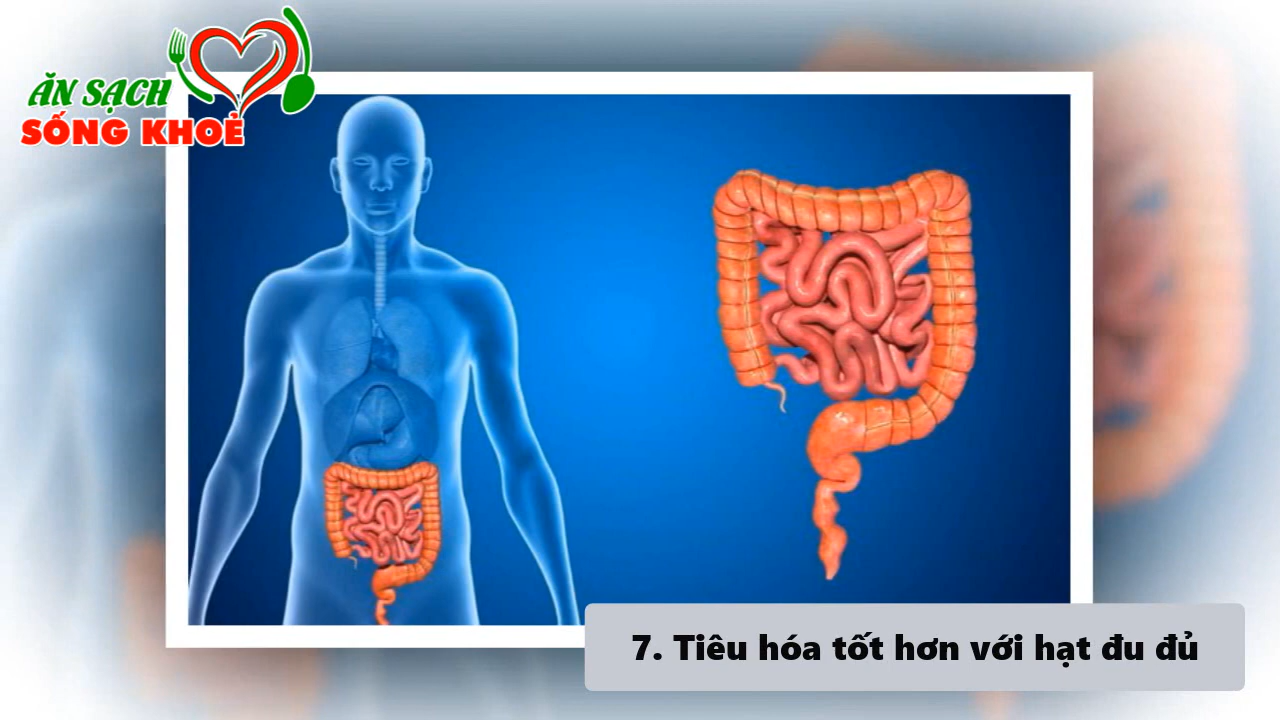 ĂN SẠCH
SỐNG KHOẺ
7. Tiêu hóa tốt hơn với hạt đu đủ